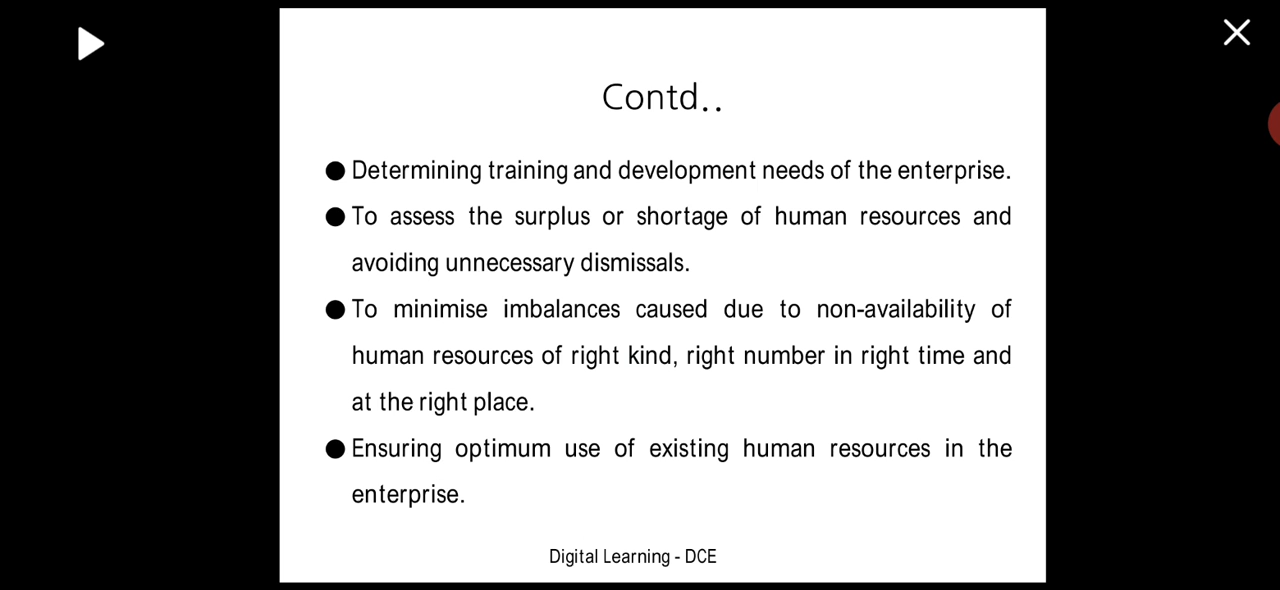 Contd..
● Determining training and development needs of the enterprise.
● To assess the surplus or shortage of human resources and
avoiding unnecessary dismissals.
● To minimise imbalances caused due to non-availability of
human resources of right kind, right number in right time and
at the right place.
● Ensuring optimum use of existing human resources in the
enterprise.
Digital Learning - DCE